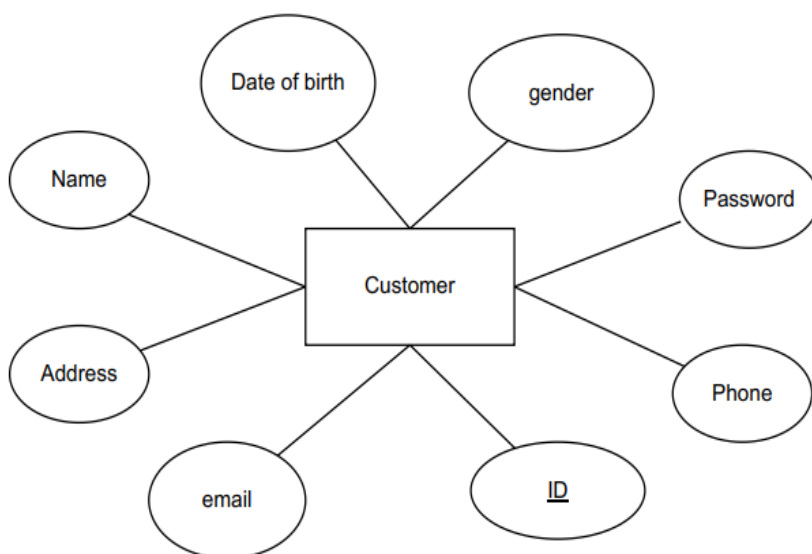 Date of birth
gender
Name
Password
Customer
Address
Phone
email
ID